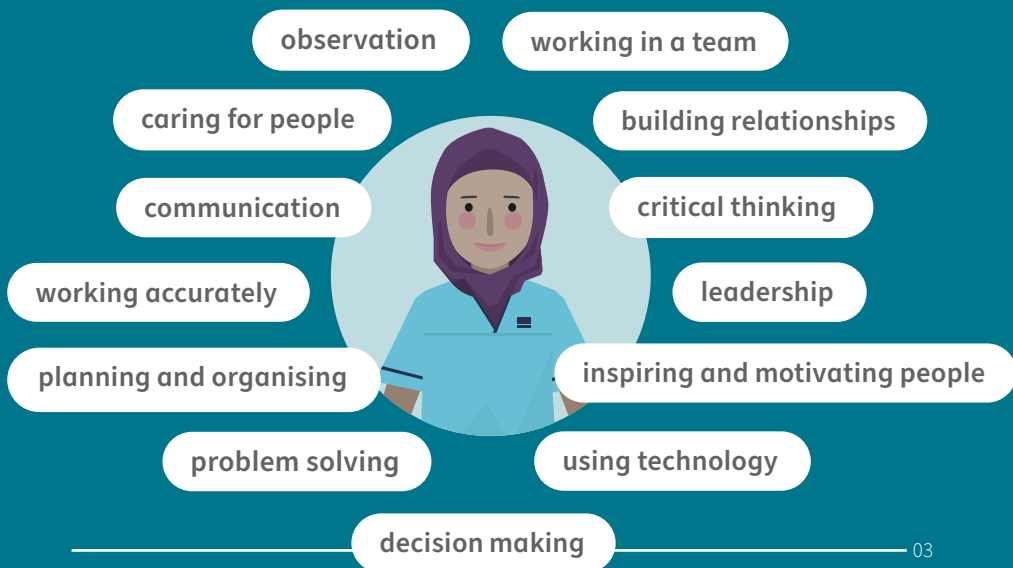 observation
working in a team
caring for people
building relationships
communication
critical thinking
working accurately
leadership
planning and organising
inspiring and motivating people
problem solving
using technology
decision making
03